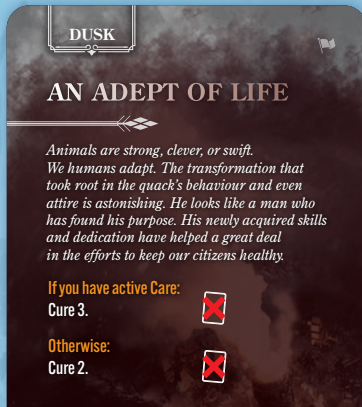 DUSK
AN ADEPT OF LIFE
Animals are strong, clever, or swift.
We humans adapt. The transformation that
took root in the quack's behaviour and even
attire is astonishing. He looks like a man who
has found his purpose. His newly acquired skills
and dedication have helped a great deal
in the efforts to keep our citizens healthy.
If you have active Care:
Cure 3.
Otherwise:
Cure 2.